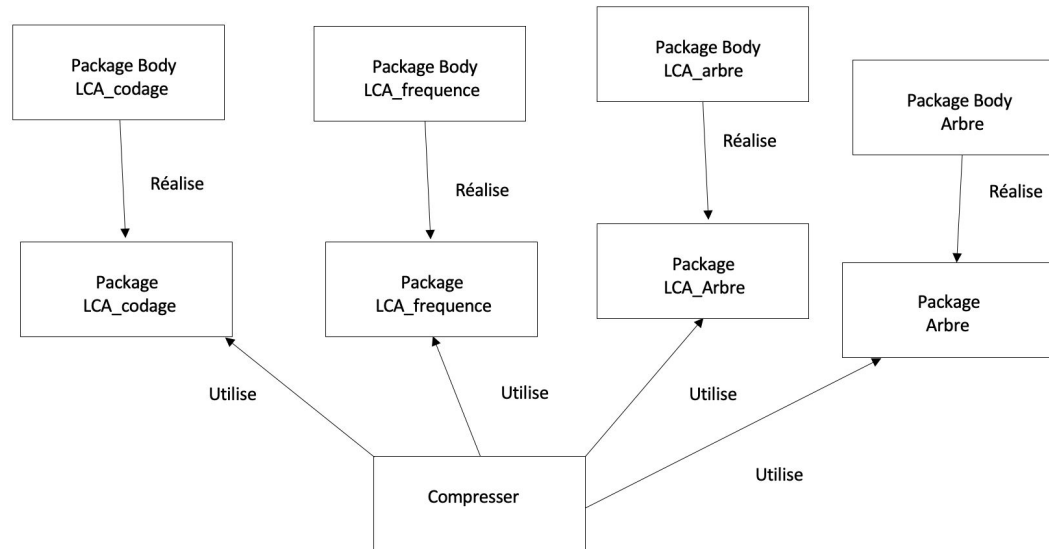 Package Body
LCA_codage
Package Body
LCA_frequence
Package Body
LCA_arbre
Package Body
Arbre
Réalise
Réalise
Réalise
Réalise
Package
LCA_codage
Package
LCA_frequence
Package
LCA_Arbre
Package
Arbre
Utilise
Utilise
Utilise
Utilise
Compresser